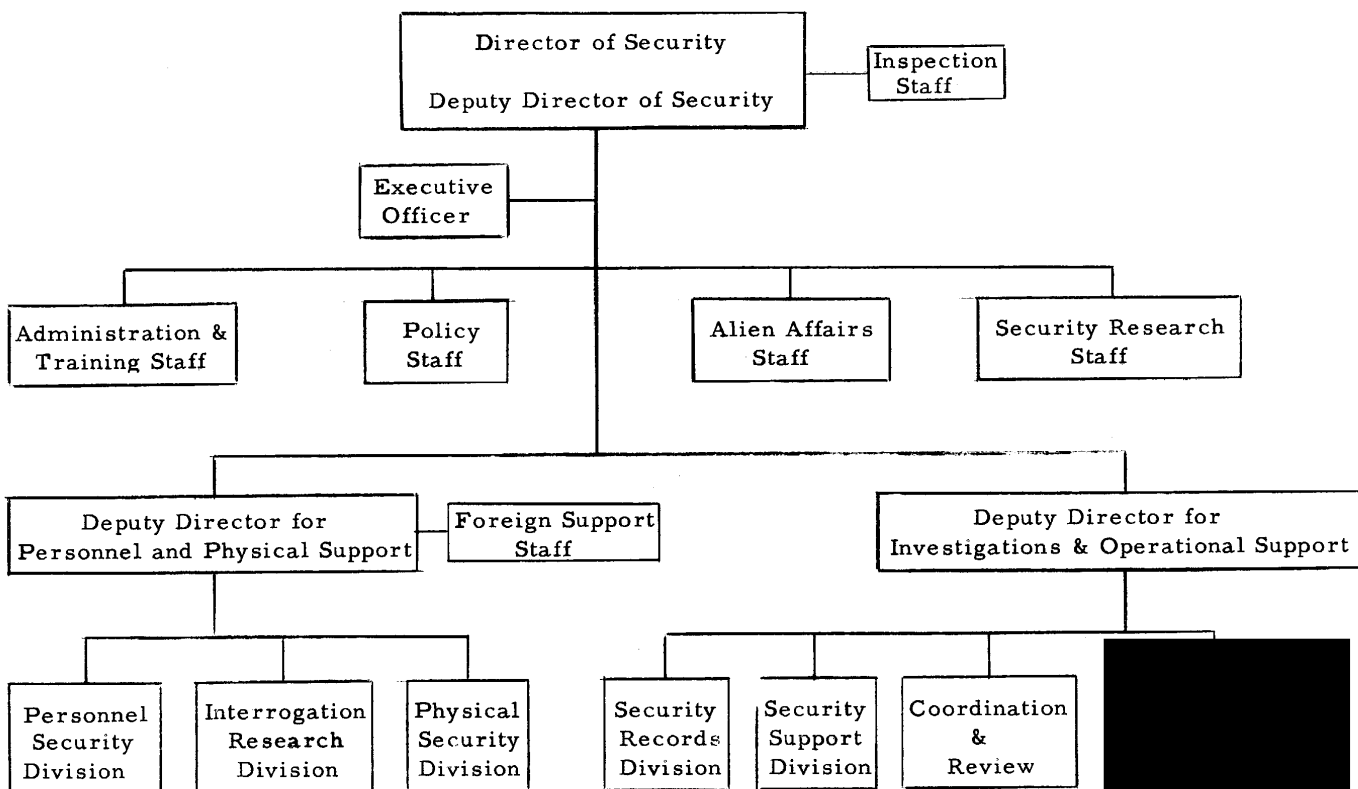 Director of Security
Deputy Director of Security
Inspection
Staff
Executive
Officer
Administration &
Training Staff
Policy
Staff
Alien Affairs
Staff
Security Research
Staff
Deputy Director for
Personnel and Physical Support
Foreign Support
Staff
Deputy Director for
Investigations & Operational Support
Personnel
Security
Division
Interrogation
Research
Division
Physical
Security
Division
Security
Records
Division
Security
Support
Division
Coordination
&
Review